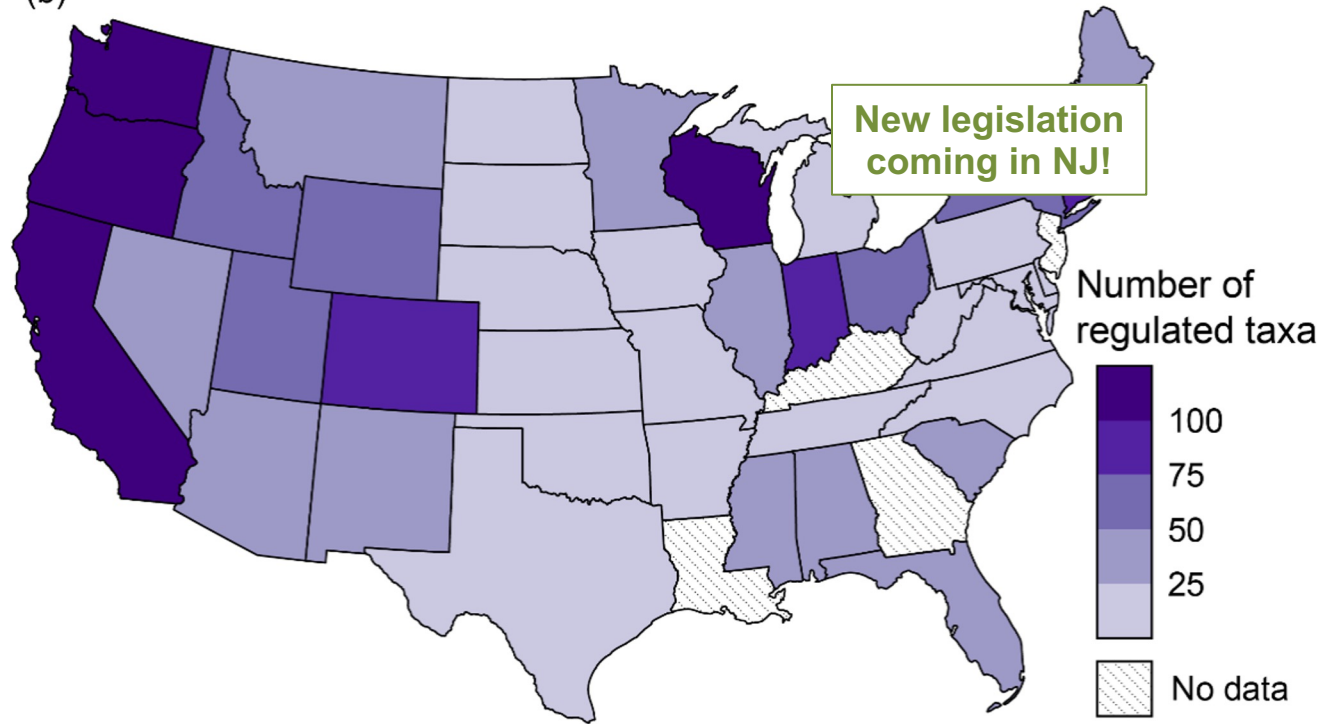 (b)
New legislation
coming in NJ!
Number of
regulated taxa
100
75
50
25
No data